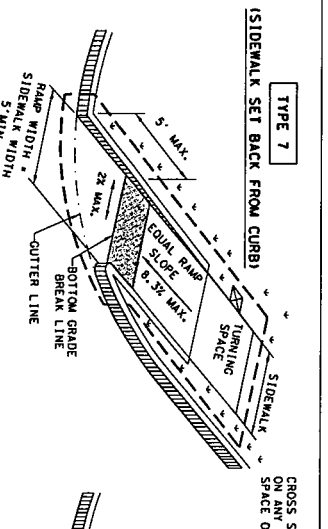 TYPE 7
(SIDEWALK SET BACK FROM CURB)
5' MAX.
2% MAX.
EQUAL RAMP
SLOPE
8.3% MAX.
TURNING
SPACE
SIDEWALK
RAMP WIDTH =
SIDEWALK WIDTH
5' MIN.
BOTTOM GRADE
BREAK LINE
GUTTER LINE
CROSS S
ON ANY
SPACE O